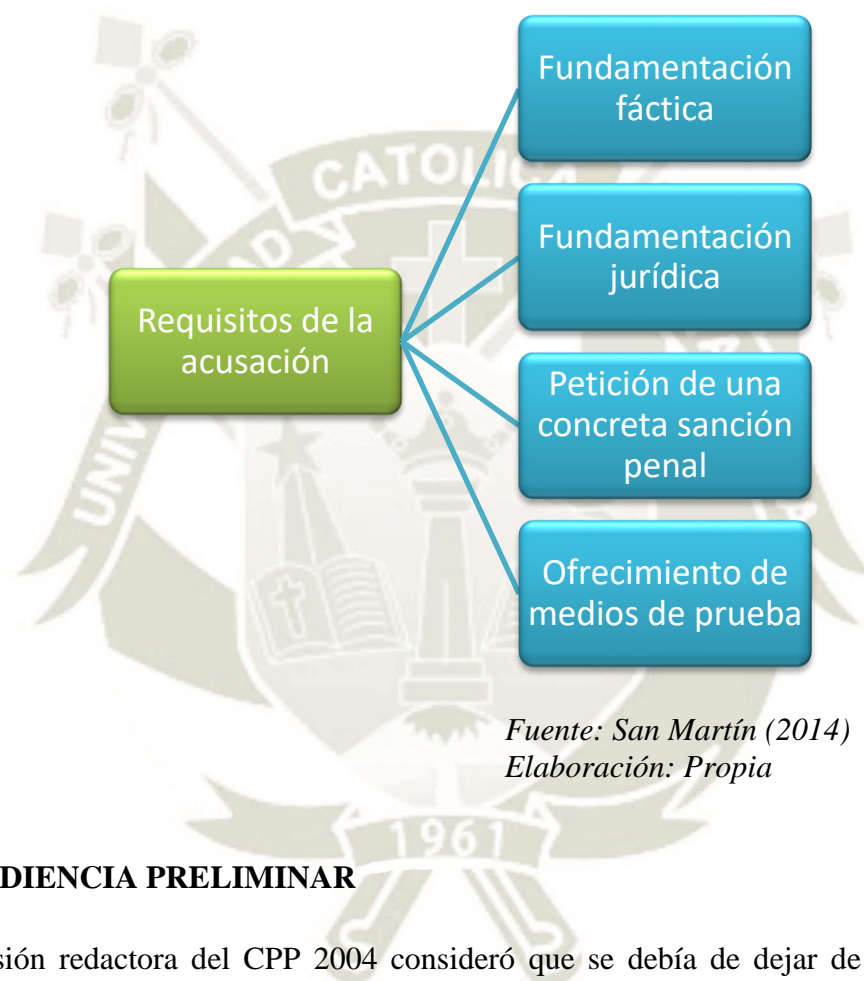 Fundamentación
fáctica
Fundamentación
jurídica
Requisitos de la
acusación
Petición de una
concreta sanción
penal
Ofrecimiento de
medios de prueba
Fuente: San Martín (2014)
Elaboración: Propia
CATOLICA
1961
DIENCIA PRELIMINAR
sión redactora del CPP 2004 consideró que se debía de dejar de